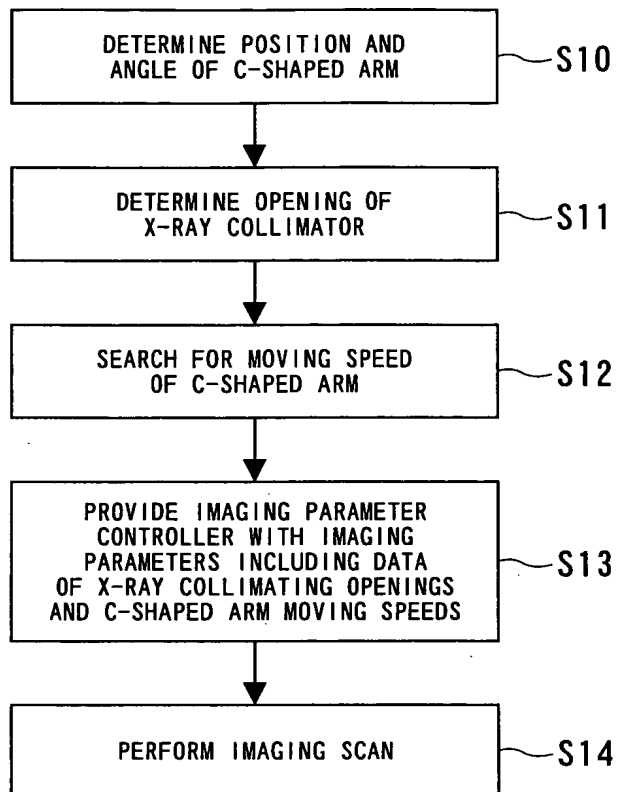 DETERMINE POSITION AND
ANGLE OF C-SHAPED ARM
S10
DETERMINE OPENING OF
X-RAY COLLIMATOR
S11
SEARCH FOR MOVING SPEED
OF C-SHAPED ARM
S12
PROVIDE IMAGING PARAMETER
CONTROLLER WITH IMAGING
PARAMETERS INCLUDING DATA
OF X-RAY COLLIMATING OPENINGS
AND C-SHAPED ARM MOVING SPEEDS
S13
PERFORM IMAGING SCAN
S14